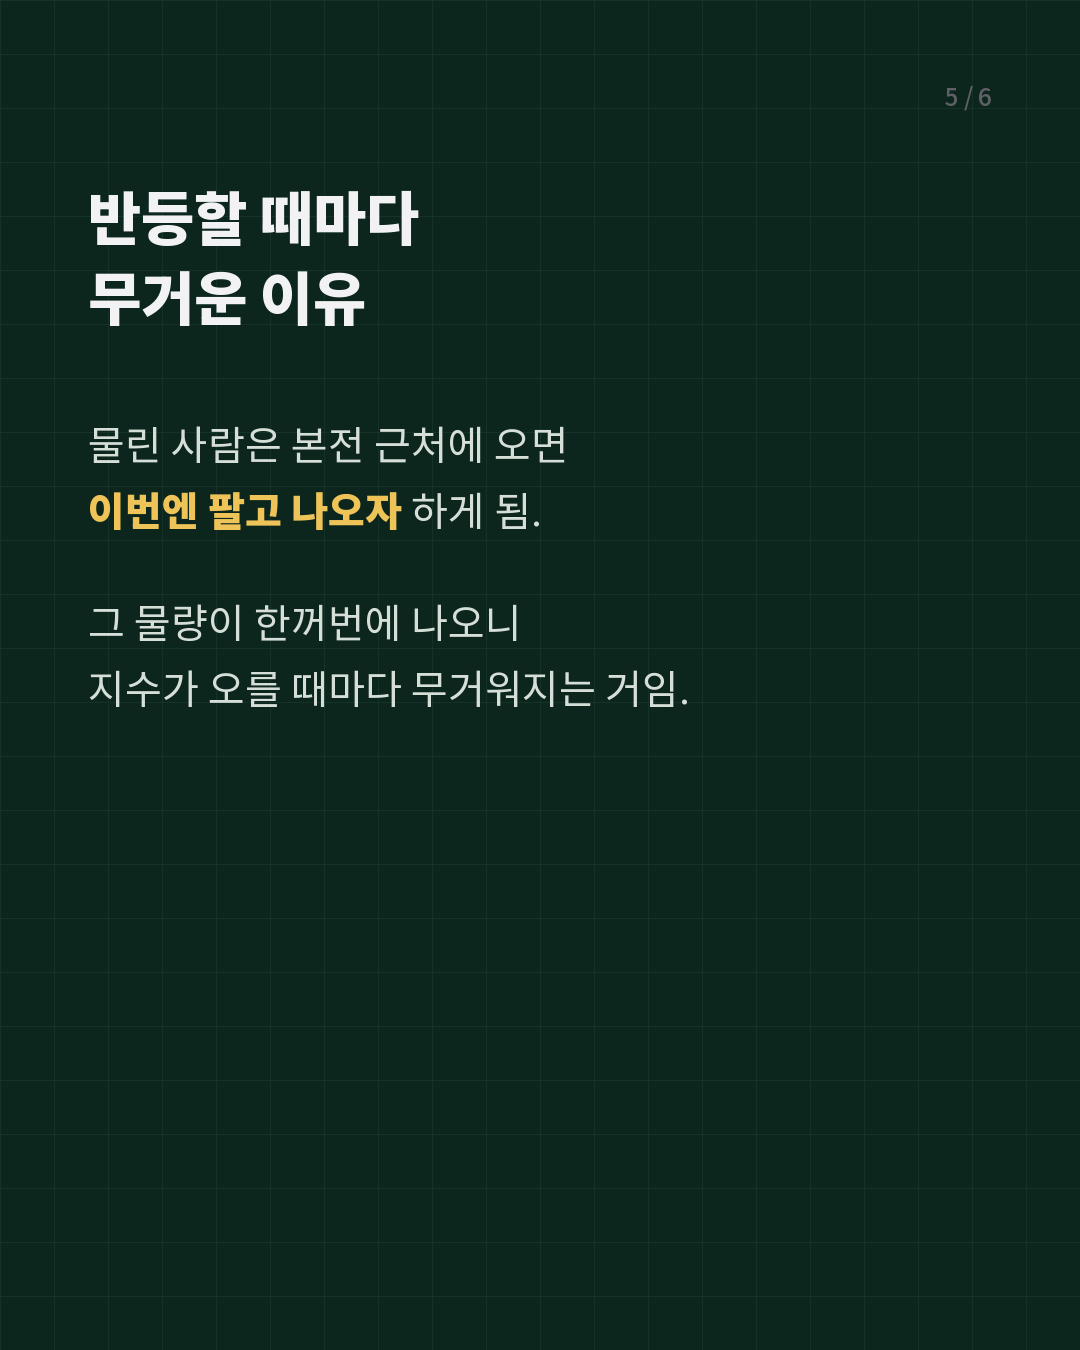 5 / 6
반등할 때마다
무거운 이유
물린 사람은 본전 근처에 오면
이번엔 팔고 나오자 하게 됨.
그 물량이 한꺼번에 나오니
지수가 오를 때마다 무거워지는 거임.